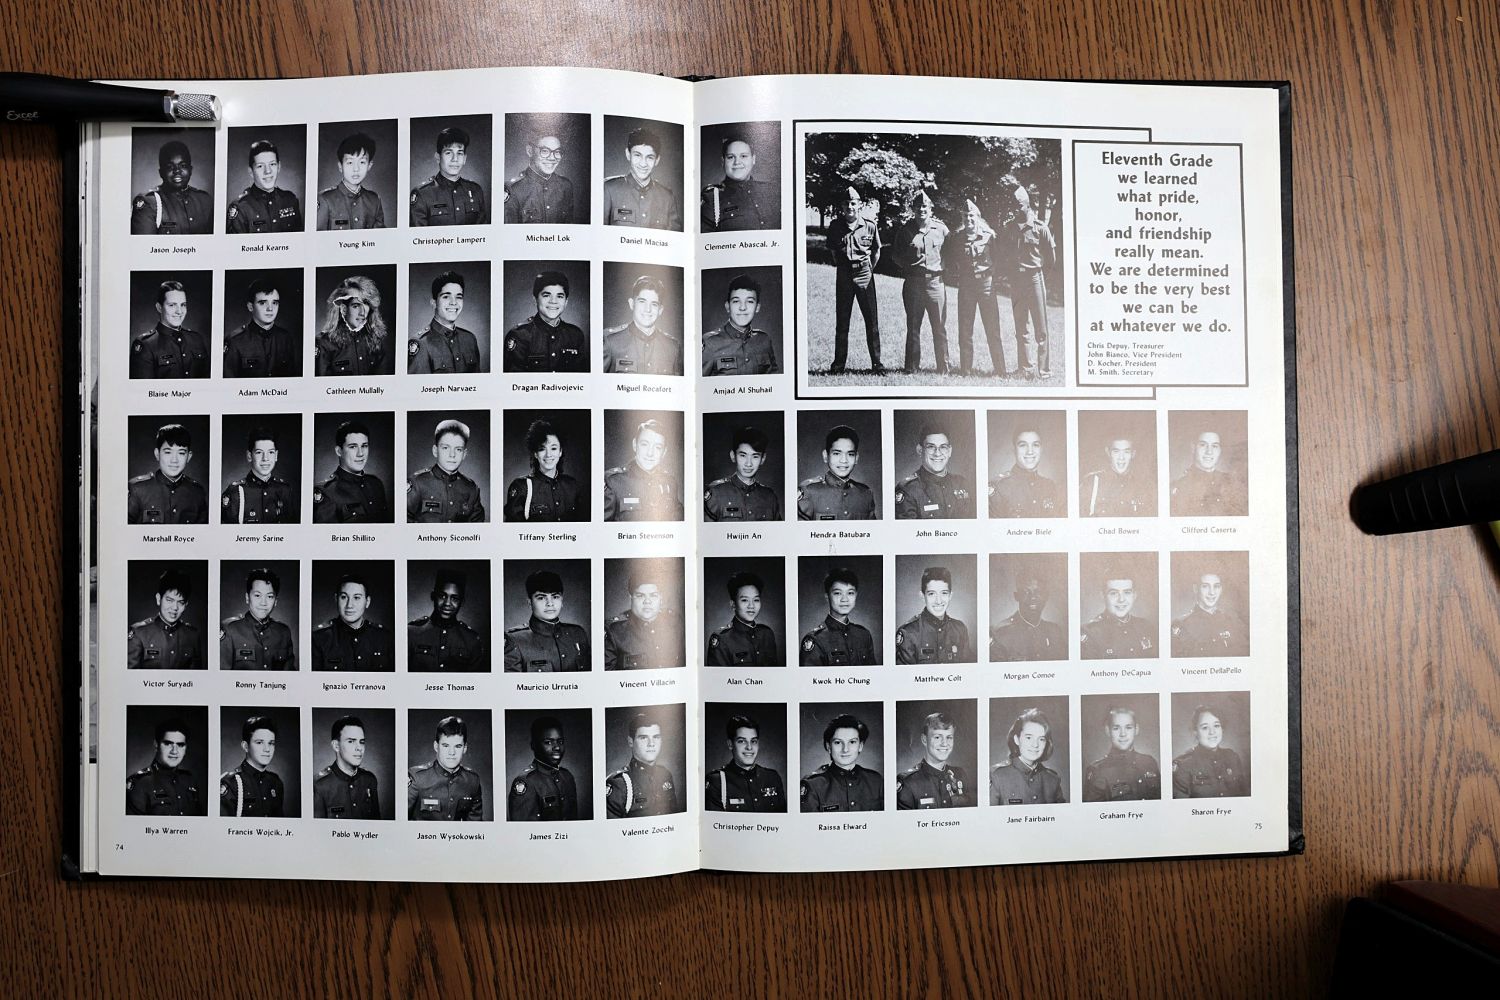 Excel
Jason Joseph
Ronald Kearns
Young Kim
Christopher Lampert
Michael Lok
Daniel Macias
Blaise Major
Adam McDaid
Cathleen Mullally
Joseph Narvaez
Dragan Radivojevic
Miguel Rocafort
Marshall Royce
Jeremy Sarine
Brian Shillito
Anthony Siconolfi
Tiffany Sterling
Brian Stevenson
Victor Suryadi
Ronny Tanjung
Ignazio Terranova
Jesse Thomas
Mauricio Urrutia
Vincent Villacin
Illya Warren
Francis Wojcik, Jr.
Pablo Wydler
Jason Wysokowski
James Zizi
Valente Zocchi
74
Clemente Abascal, Jr.
Eleventh Grade
we learned
what pride,
honor,
and friendship
really mean.
We are determined
to be the very best
we can be
at whatever we do.
Chris Depuy, Treasurer
John Bianco, Vice President
D. Kocher, President
M. Smith, Secretary
Amjad Al Shuhail
Hwijin An
Hendra Batubara
John Bianco
Andrew Biele
Chad Bowes
Clifford Caserta
Alan Chan
Kwok Ho Chung
Matthew Colt
Morgan Comoe
Anthony DeCapua
Vincent DellaPello
Christopher Depuy
Raissa Elward
Tor Ericsson
Jane Fairbairn
Graham Frye
Sharon Frye
75